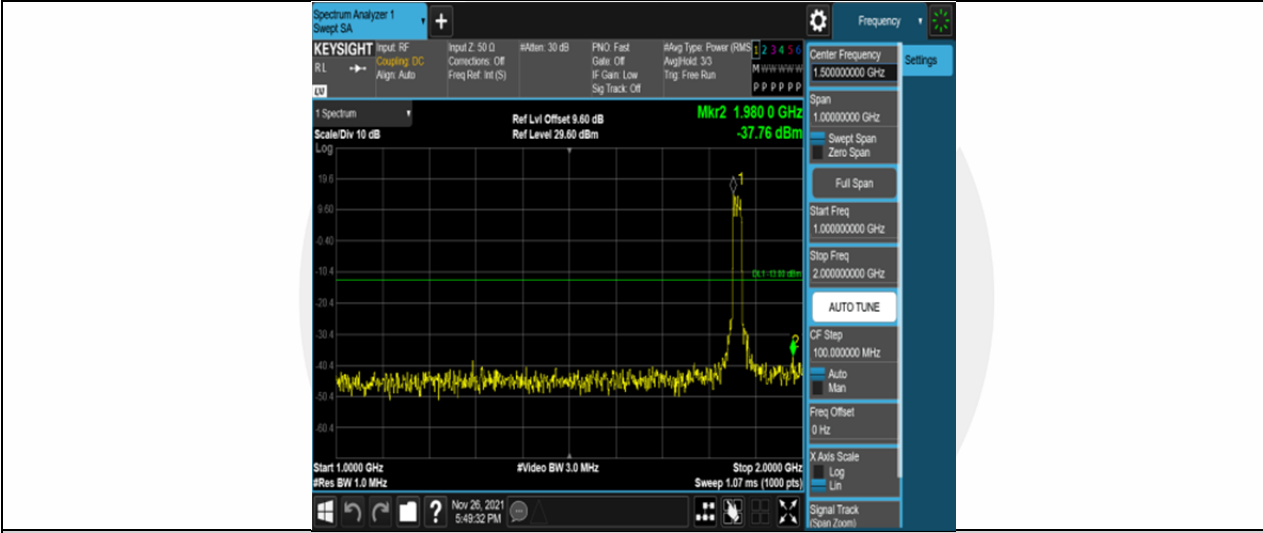 Spectrum Analyzer 1
Swept SA
+
Frequency
KEYSIGHT
RL
Input: RF
Coupling: DC
Align: Auto
Input Z: 50 Ω
Corrections: Off
Freq Ref: Int (S)
#Atten: 30 dB
PNO: Fast
Gate: Off
IF Gain: Low
Sig Track: Off
#Avg Type: Power (RMS
Avg|Hold: 3/3
Trig: Free Run
1 2 3 4 5 6
M W W W W W
P P P P P P
1 Spectrum
Scale/Div 10 dB
Log
Ref Lvl Offset 9.60 dB
Ref Level 29.60 dBm
Mkr2 1.980 0 GHz
-37.76 dBm
19.6
9.60
-0.40
-10.4
-20.4
-30.4
-40.4
-50.4
-60.4
1
2
DL1 -13.00 dBm
Start 1.0000 GHz
#Res BW 1.0 MHz
#Video BW 3.0 MHz
Stop 2.0000 GHz
Sweep 1.07 ms (1000 pts)
Nov 26, 2021
5:49:32 PM
?
Center Frequency
1.500000000 GHz
Settings
Span
1.00000000 GHz
Swept Span
Zero Span
Full Span
Start Freq
1.000000000 GHz
Stop Freq
2.000000000 GHz
AUTO TUNE
CF Step
100.000000 MHz
Auto
Man
Freq Offset
0 Hz
X Axis Scale
Log
Lin
Signal Track
(Span Zoom)